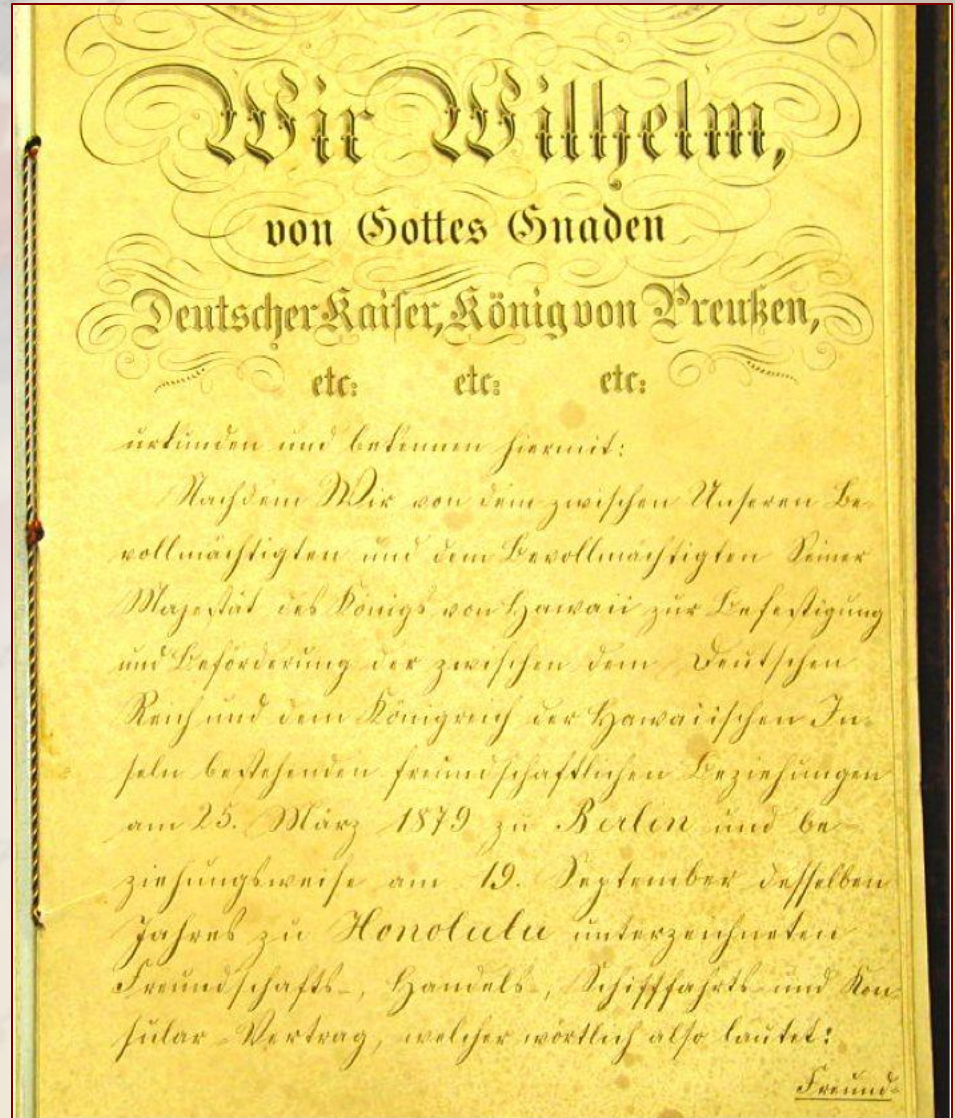 Wir Wilhelm,
von Gottes Gnaden
Deutscher Kaiser, König von Preußen,
etc: etc: etc:
urkunden und bekennen hiermit:
Nachdem Wir von dem zwischen Unseren Be-
vollmächtigten und dem Bevollmächtigten Seiner
Majestät des Königs von Hawaii zur Befestigung
und Beförderung der zwischen dem Deutschen
Reich und dem Königreich der Hawaiischen In-
seln bestehenden freundschaftlichen Beziehungen
am 25. März 1879 zu Berlin und be-
ziehungsweise am 19. September desselben
Jahres zu Honolulu unterzeichneten
Freundschafts-, Handels-, Schifffahrts- und Kon-
sular-Vertrag, welcher wörtlich also lautet:
Freund-